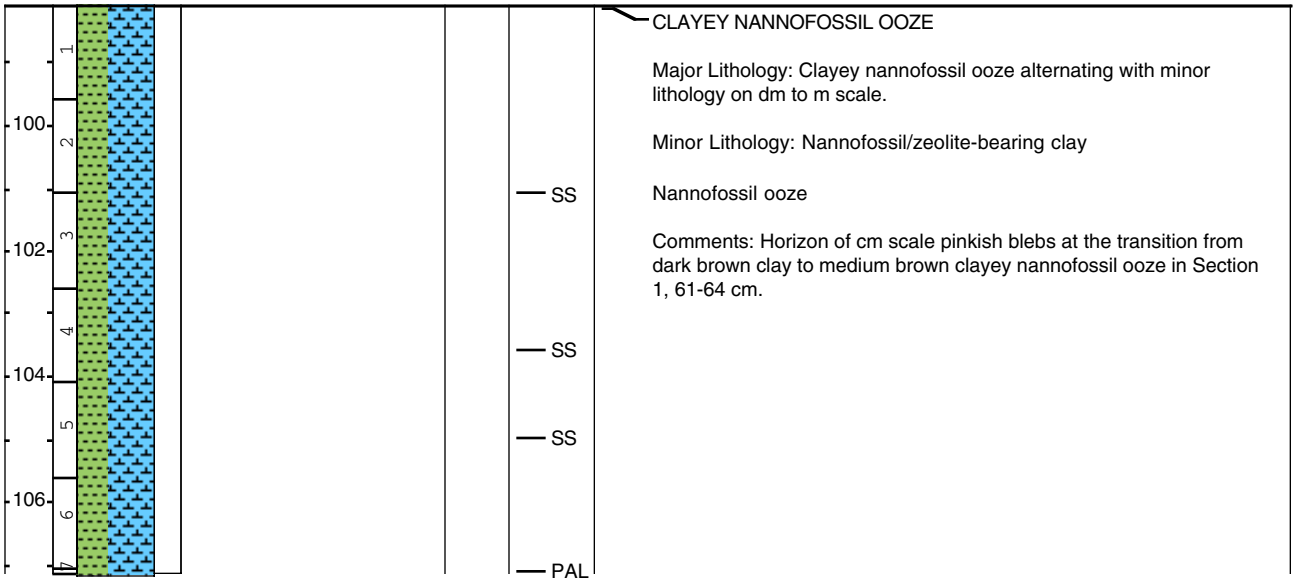 CLAYEY NANNOFOSSIL OOZE
Major Lithology: Clayey nannofossil ooze alternating with minor
lithology on dm to m scale.
Minor Lithology: Nannofossil/zeolite-bearing clay
Nannofossil ooze
Comments: Horizon of cm scale pinkish blebs at the transition from
dark brown clay to medium brown clayey nannofossil ooze in Section
1, 61-64 cm.
1
100
2
SS
3
102
4
SS
104
5
SS
106
6
7
PAL